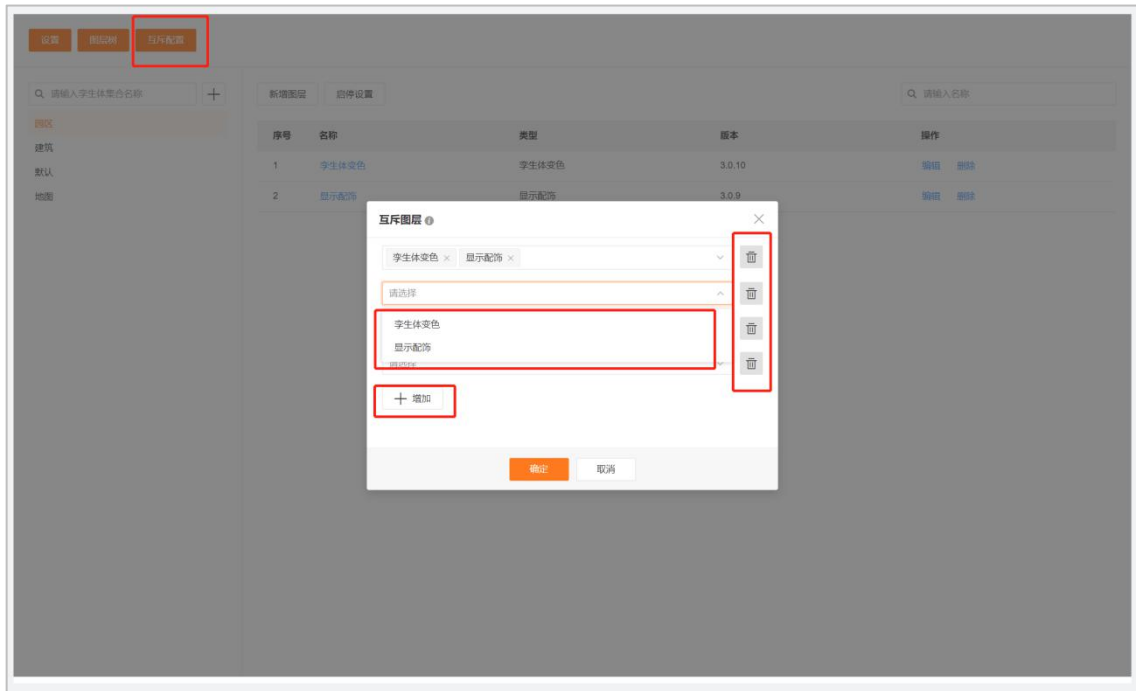 设置 图层树 互斥配置
请输入孪生体集合名称
新增图层 启停设置
请输入名称
园区
建筑
默认
地图
序号 名称 类型 版本 操作
1 孪生体变色 孪生体变色 3.0.10 编辑 删除
2 显示配饰 显示配饰 3.0.9 编辑 删除
互斥图层
孪生体变色 × 显示配饰 ×
请选择
孪生体变色
显示配饰
请选择
增加
确定 取消